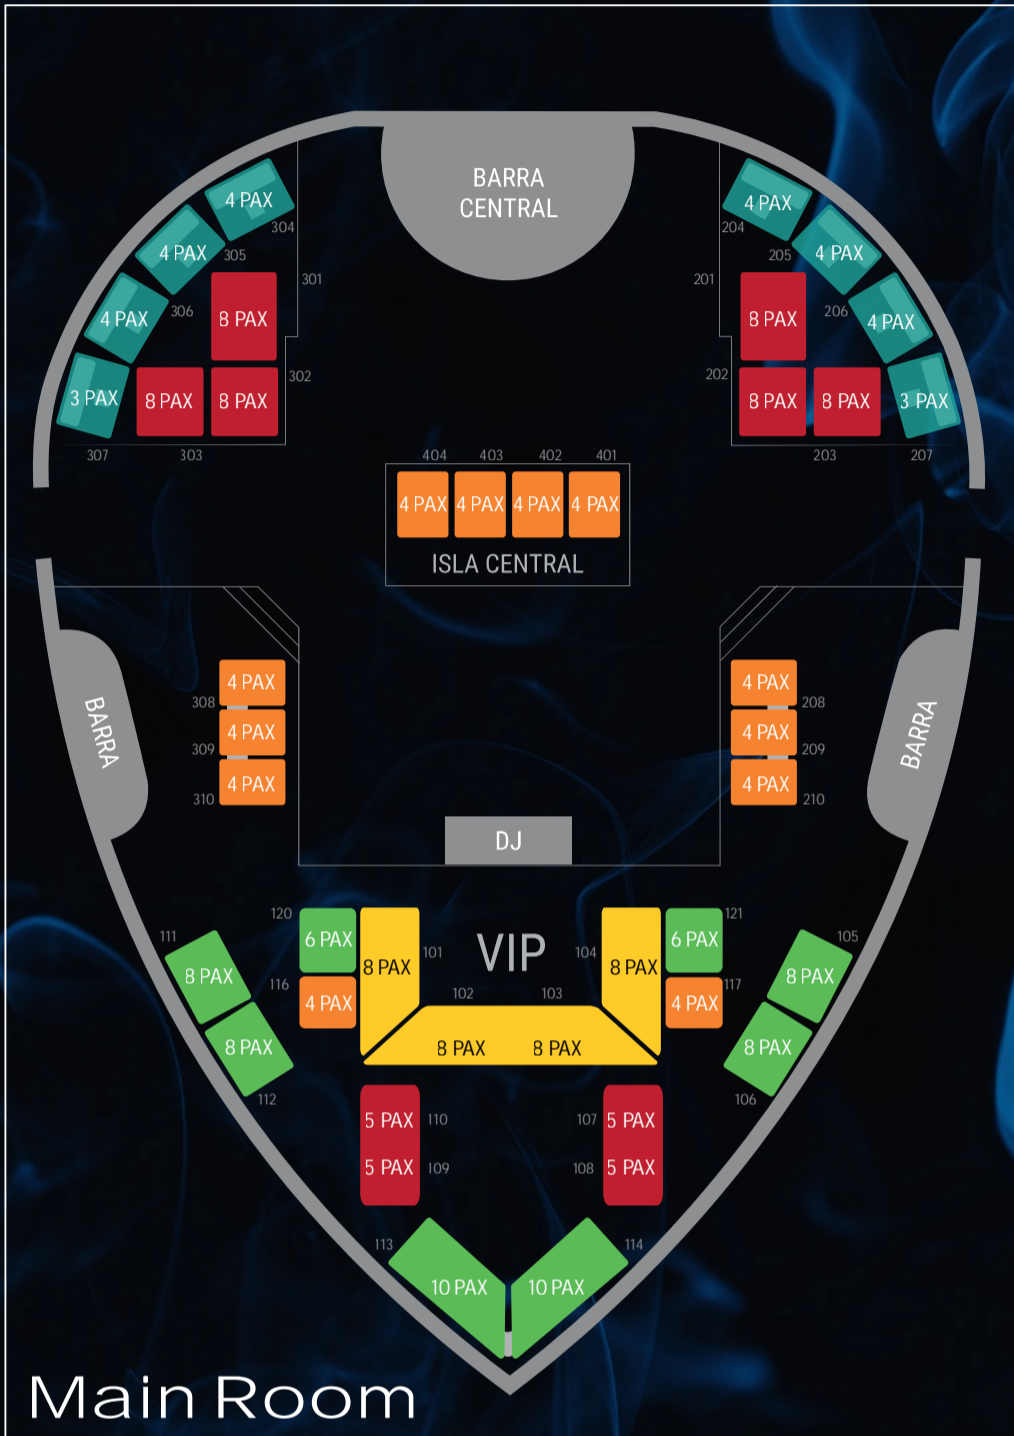 BARRA
CENTRAL
4 PAX
304
4 PAX
305
4 PAX
306
3 PAX
307
301
8 PAX
302
8 PAX
8 PAX
303
4 PAX
204
4 PAX
205
4 PAX
206
3 PAX
207
201
8 PAX
202
8 PAX
8 PAX
203
404 403 402 401
4 PAX 4 PAX 4 PAX 4 PAX
ISLA CENTRAL
BARRA
4 PAX
308
4 PAX
309
4 PAX
310
4 PAX
208
4 PAX
209
4 PAX
210
BARRA
DJ
120
6 PAX
116
4 PAX
101
8 PAX
VIP
104
8 PAX
121
6 PAX
117
4 PAX
102 103
8 PAX 8 PAX
111
8 PAX
8 PAX
112
105
8 PAX
8 PAX
106
5 PAX 110
5 PAX 109
107 5 PAX
108 5 PAX
113
10 PAX
114
10 PAX
Main Room